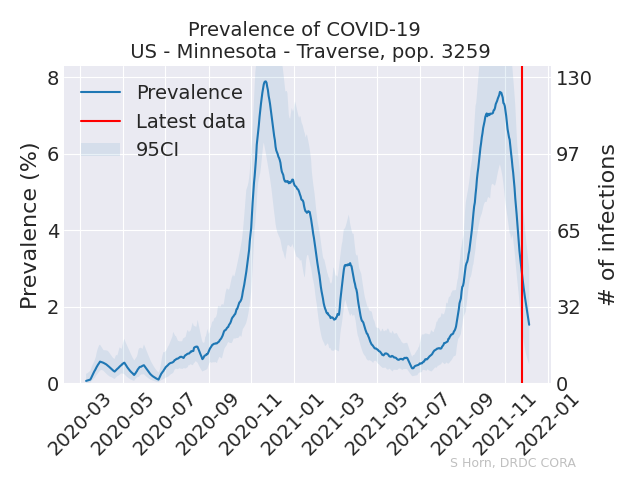 Prevalence of COVID-19
US - Minnesota - Traverse, pop. 3259
Prevalence
Latest data
95CI
Prevalence (%)
8
6
4
2
0
130
97
65
32
0
# of infections
2020-03
2020-05
2020-07
2020-09
2020-11
2021-01
2021-03
2021-05
2021-07
2021-09
2021-11
2022-01
S Horn, DRDC CORA